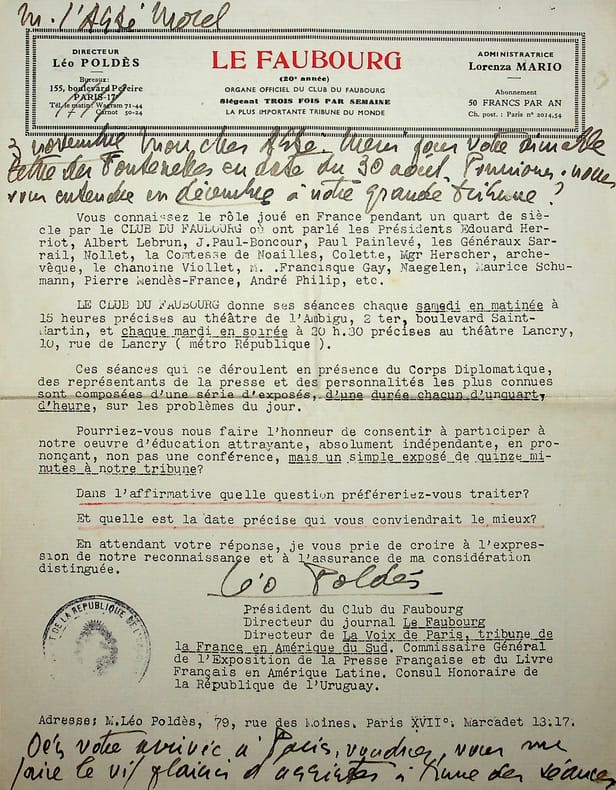 M. l'Abbé Morel
DIRECTEUR
Léo POLDÈS
Bureaux:
155, boulevard Pereire
PARIS-17e
Tél. le matin: Wagram 71-44
Carnot 50-24
LE FAUBOURG
(20e année)
ORGANE OFFICIEL DU CLUB DU FAUBOURG
Siégeant TROIS FOIS PAR SEMAINE
LA PLUS IMPORTANTE TRIBUNE DU MONDE
ADMINISTRATRICE
Lorenza MARIO
Abonnement
50 FRANCS PAR AN
Ch. post. : Paris n° 2014,54
3 novembre Mon cher Abbé. Merci pour votre aimable
lettre des Fontenelles en date du 30 août. Pourrions-nous
vous entendre en décembre à notre grande tribune ?
Vous connaissez le rôle joué en France pendant un quart de siè-
cle par le CLUB DU FAUBOURG où ont parlé les Présidents Edouard Her-
riot, Albert Lebrun, J.Paul-Boncour, Paul Painlevé, les Généraux Sar-
rail, Nollet, la Comtesse de Noailles, Colette, Mgr Herscher, arche-
vêque, le chanoine Viollet, M. .Francisque Gay, Naegelen, Maurice Schu-
mann, Pierre Mendès-France, André Philip, etc.
LE CLUB DU FAUBOURG donne ses séances chaque samedi en matinée à
15 heures précises au théâtre de l'Ambigu, 2 ter, boulevard Saint-
Martin, et chaque mardi en soirée à 20 h.30 précises au théâtre Lancry,
10, rue de Lancry ( métro République ).
Ces séances qui se déroulent en présence du Corps Diplomatique,
des représentants de la presse et des personnalités les plus connues
sont composées d'une série d'exposés, d'une durée chacun d'unquart,
d'heure, sur les problèmes du jour.
Pourriez-vous nous faire l'honneur de consentir à participer à
notre oeuvre d'éducation attrayante, absolument indépendante, en pro-
nonçant, non pas une conférence, mais un simple exposé de quinze mi-
nutes à notre tribune?
Dans l'affirmative quelle question préféreriez-vous traiter?
Et quelle est la date précise qui vous conviendrait le mieux?
En attendant votre réponse, je vous prie de croire à l'expres-
sion de notre reconnaissance et à l'assurance de ma considération
distinguée.
Léo Poldès
Président du Club du Faubourg
Directeur du journal Le Faubourg
Directeur de La Voix de Paris, tribune de
la France en Amérique du Sud. Commissaire Général
de l'Exposition de la Presse Française et du Livre
Français en Amérique Latine. Consul Honoraire de
la République de l'Uruguay.
DE LA REPUBLIQUE DE L'
Adresse: M.Léo Poldès, 79, rue des Moines. Paris XVII°. Marcadet 13.17.
Dès votre arrivée à Paris, voudrez vous me
faire le vif plaisir d'assister à l'une des séances